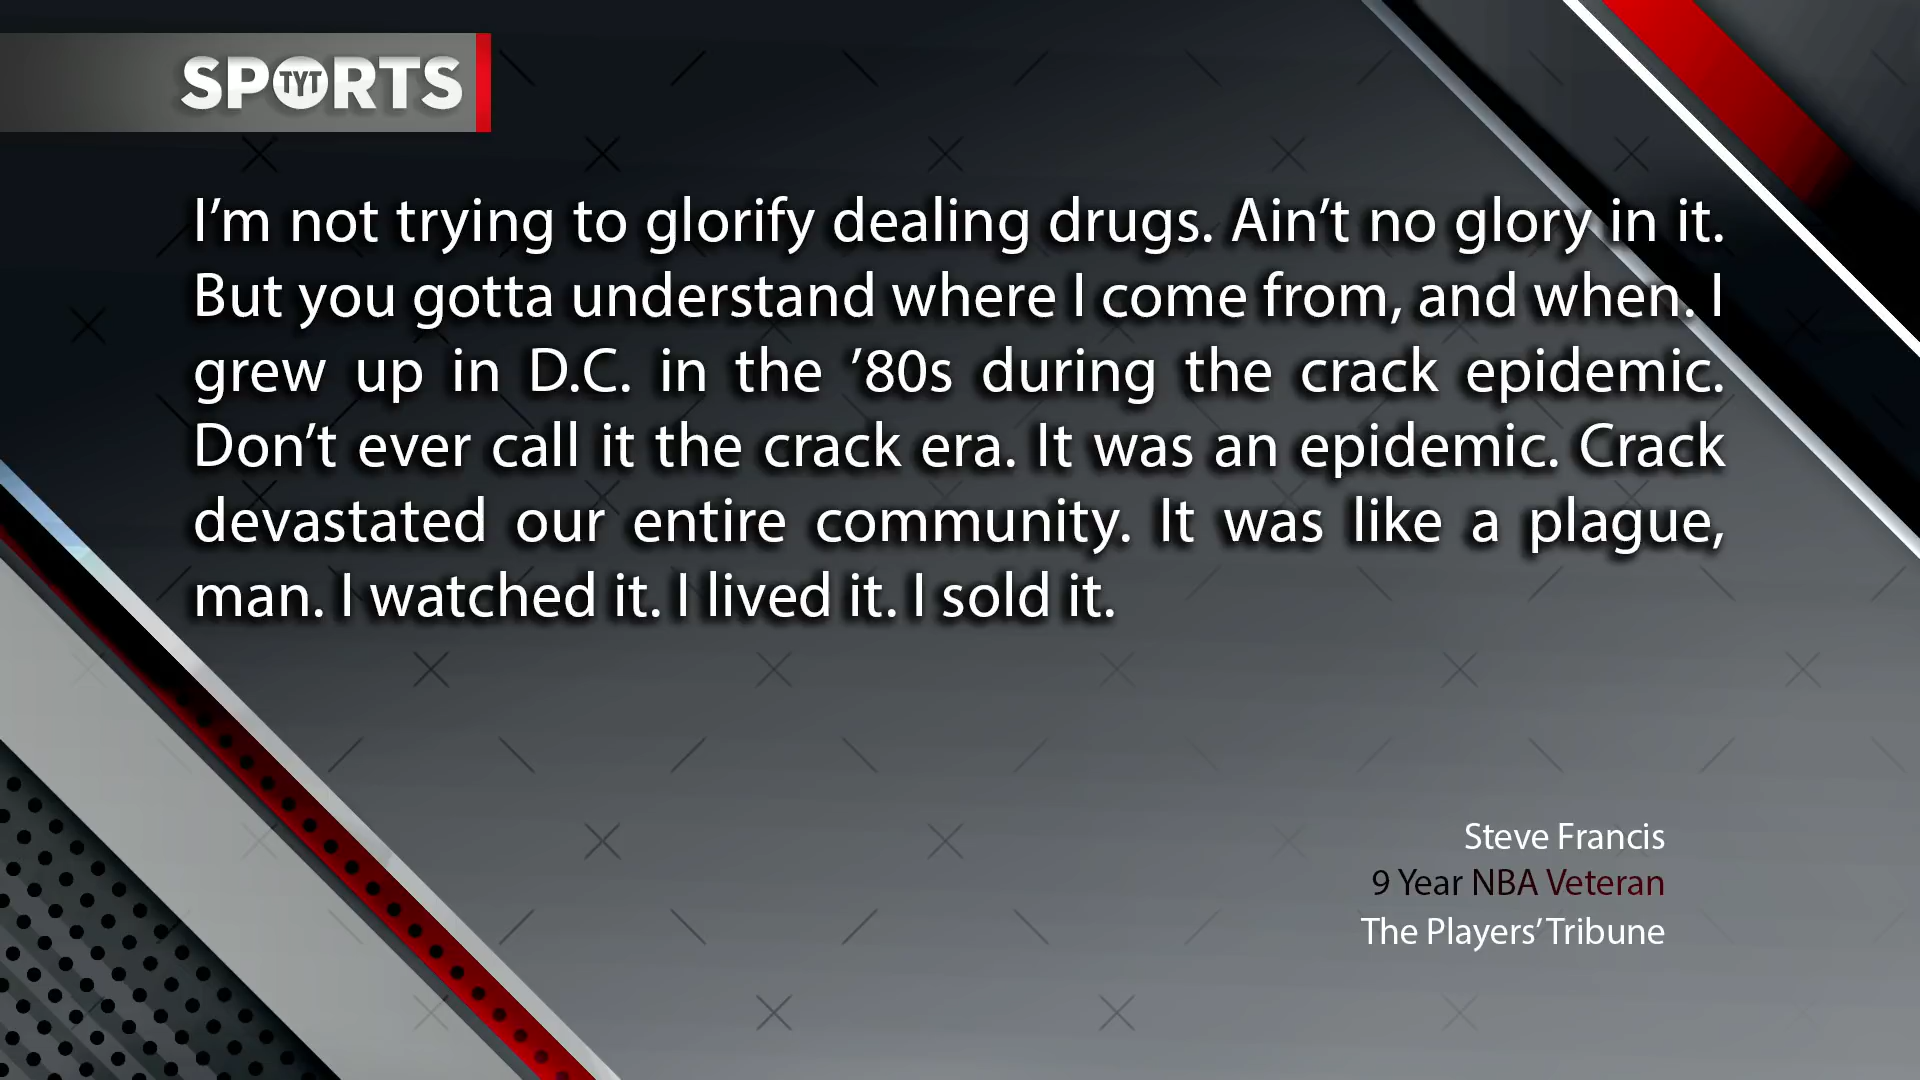 SPORTS
TYT
I’m not trying to glorify dealing drugs. Ain’t no glory in it.
But you gotta understand where I come from, and when. I
grew up in D.C. in the ’80s during the crack epidemic.
Don’t ever call it the crack era. It was an epidemic. Crack
devastated our entire community. It was like a plague,
man. I watched it. I lived it. I sold it.
Steve Francis
9 Year NBA Veteran
The Players’ Tribune